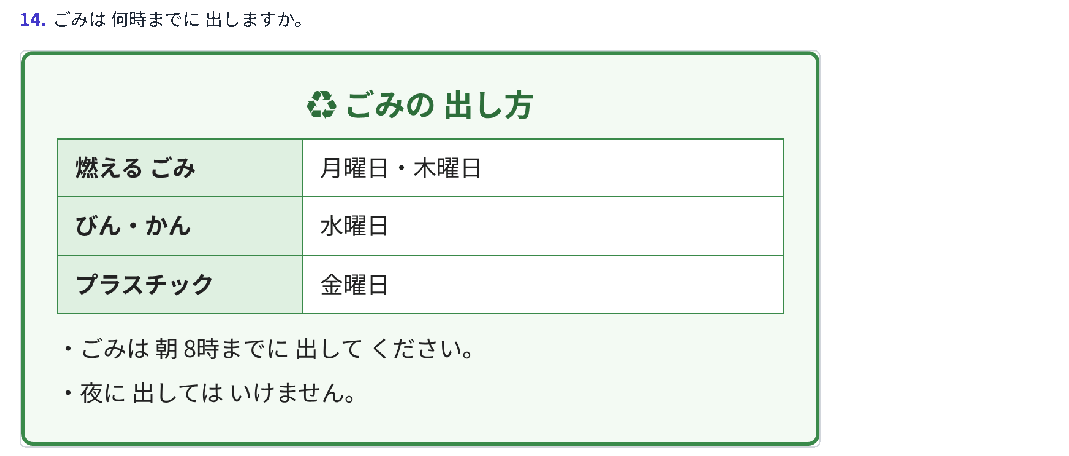 14. ごみは 何時までに 出しますか。
♻ ごみの 出し方
燃える ごみ 月曜日・木曜日
びん・かん 水曜日
プラスチック 金曜日
・ごみは 朝 8時までに 出して ください。
・夜に 出しては いけません。